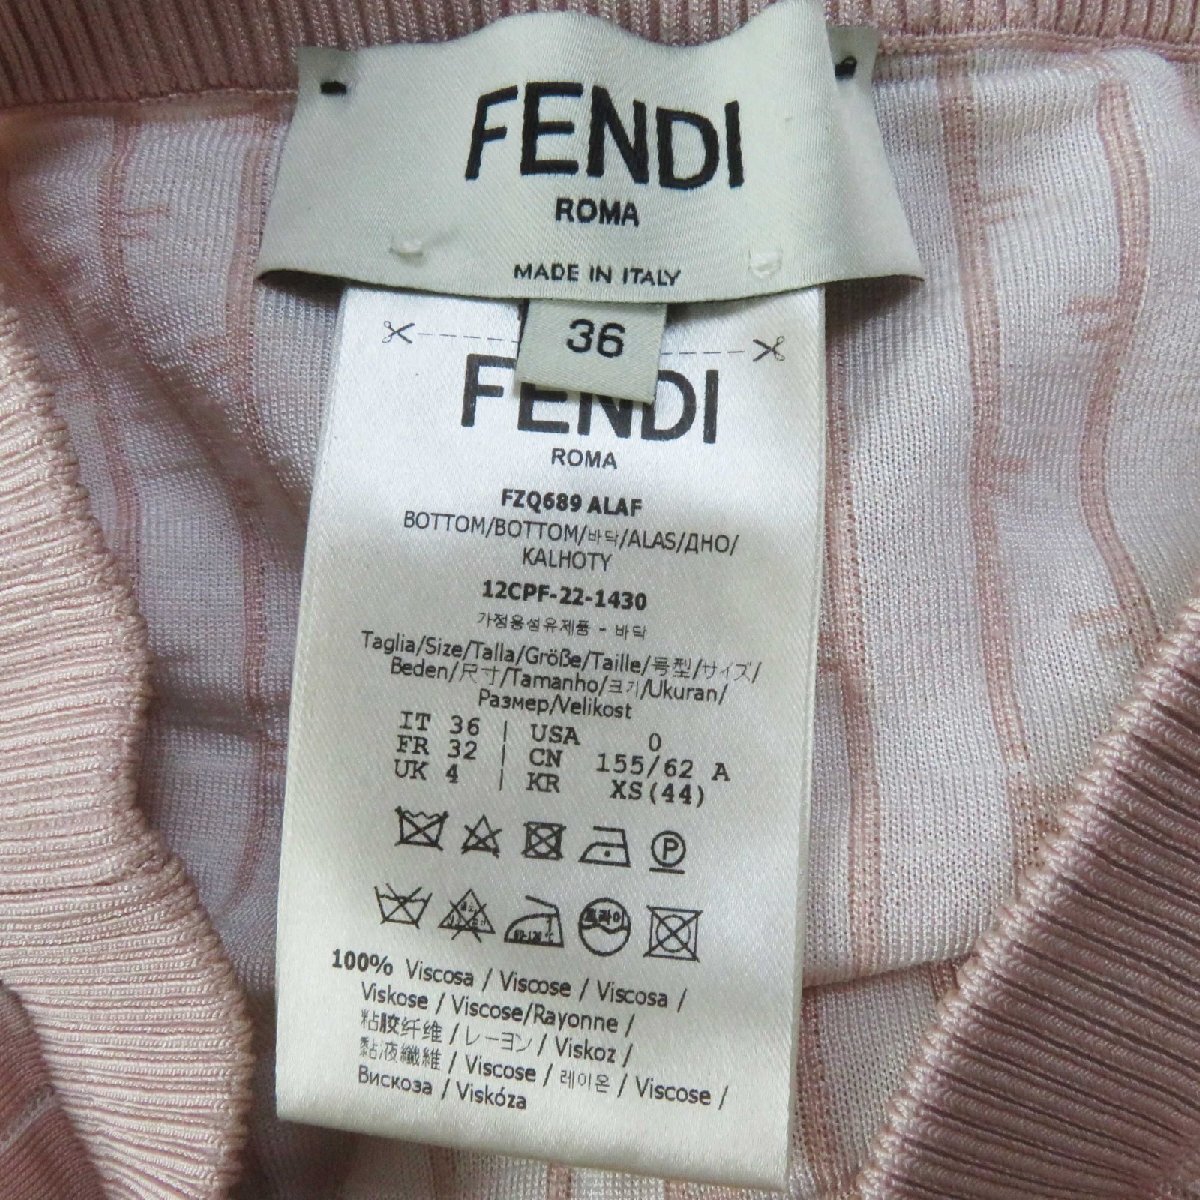 FENDI
ROMA
MADE IN ITALY
36
FENDI
ROMA
FZQ689 ALAF
BOTTOM/BOTTOM/바닥/ALAS/ДНО/
KALHOTY
12CPF-22-1430
가정용섬유제품 - 바닥
Taglia/Size/Talla/Größe/Taille/号型/サイズ/
Beden/尺寸/Tamanho/크기/Ukuran/
Размер/Velikost
IT 36 | USA 0
FR 32 | CN 155/62 A
UK 4 | KR XS(44)
P
드라이
100% Viscosa / Viscose / Viscosa /
Viskose / Viscose/Rayonne /
粘胶纤维 / レーヨン / Viskoz /
黏液纖維 / Viscose / 레이온 / Viscose /
Вискоза / Viskóza